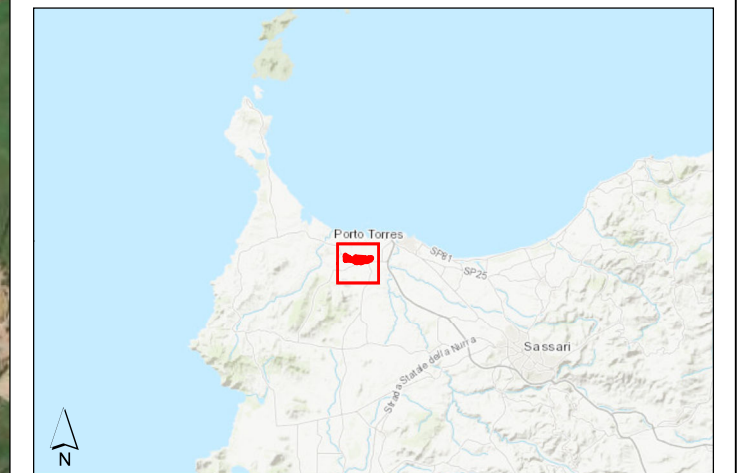 Porto Torres
SP81
SP25
Sassari
Strada Statale della Nurra
N